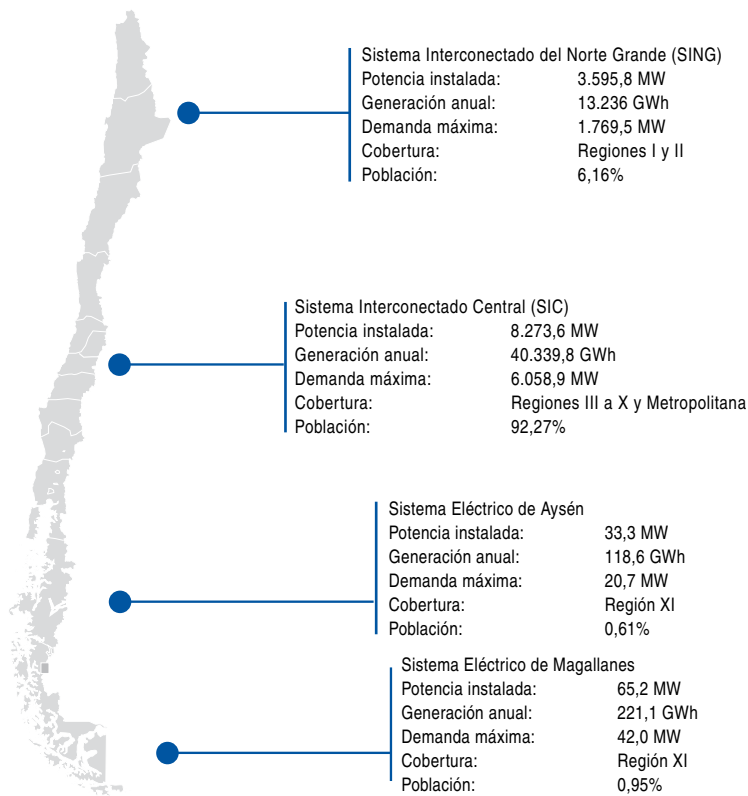 Sistema Interconectado del Norte Grande (SING)
Potencia instalada: 3.595,8 MW
Generación anual: 13.236 GWh
Demanda máxima: 1.769,5 MW
Cobertura: Regiones I y II
Población: 6,16%
Sistema Interconectado Central (SIC)
Potencia instalada: 8.273,6 MW
Generación anual: 40.339,8 GWh
Demanda máxima: 6.058,9 MW
Cobertura: Regiones III a X y Metropolitana
Población: 92,27%
Sistema Eléctrico de Aysén
Potencia instalada: 33,3 MW
Generación anual: 118,6 GWh
Demanda máxima: 20,7 MW
Cobertura: Región XI
Población: 0,61%
Sistema Eléctrico de Magallanes
Potencia instalada: 65,2 MW
Generación anual: 221,1 GWh
Demanda máxima: 42,0 MW
Cobertura: Región XI
Población: 0,95%